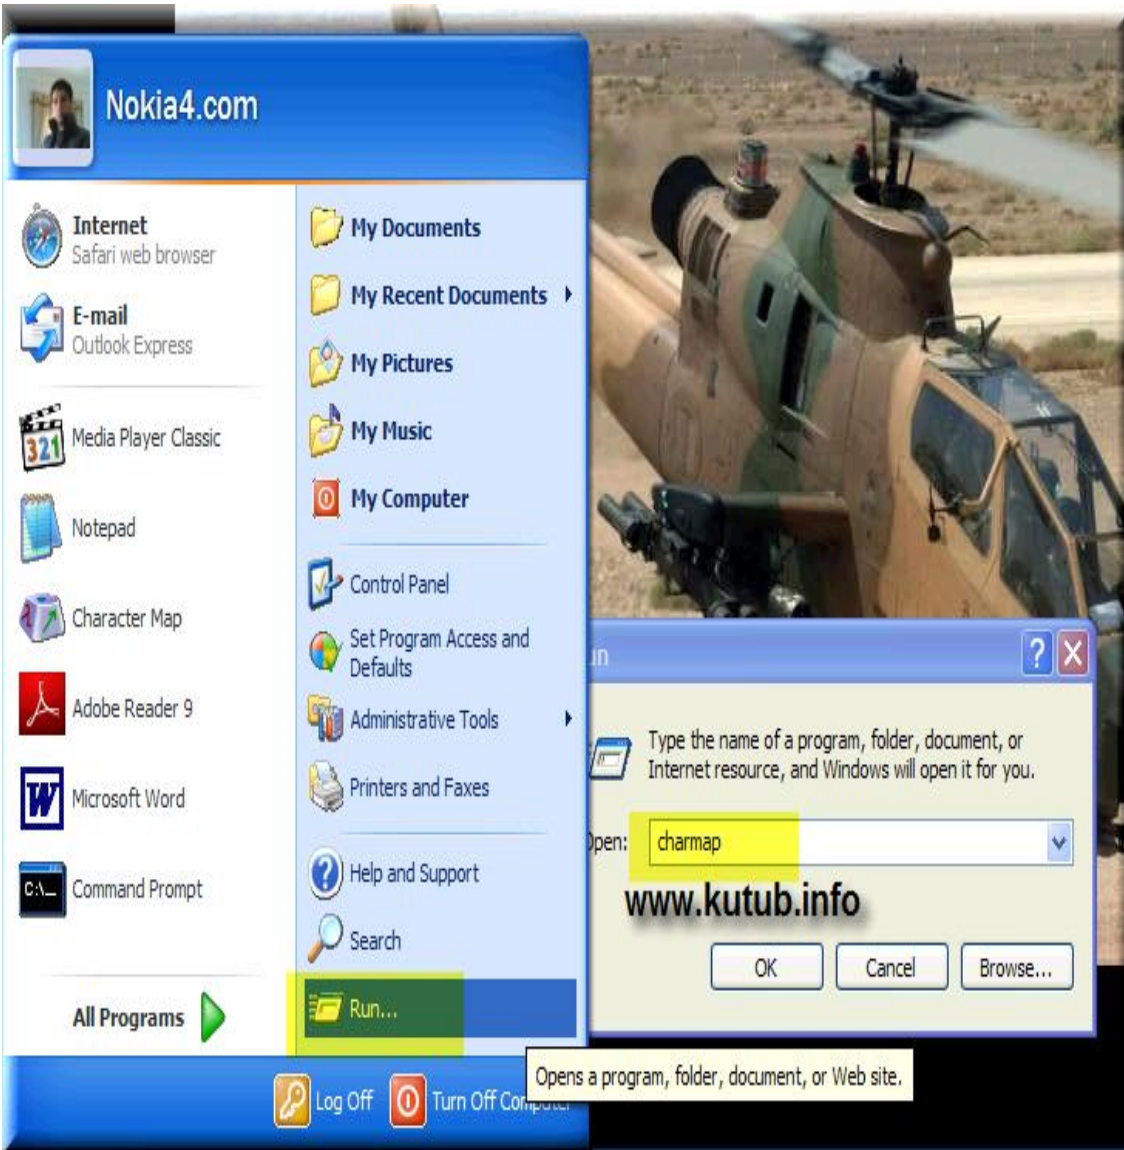 Nokia4.com
Internet
Safari web browser
E-mail
Outlook Express
Media Player Classic
321
Notepad
Character Map
Adobe Reader 9
W
Microsoft Word
C:\_
Command Prompt
All Programs
My Documents
My Recent Documents
My Pictures
My Music
My Computer
Control Panel
Set Program Access and
Defaults
Administrative Tools
Printers and Faxes
?
Help and Support
Search
Run...
Log Off
Turn Off Computer
un
?
X
Type the name of a program, folder, document, or
Internet resource, and Windows will open it for you.
Open:
charmap
www.kutub.info
OK
Cancel
Browse...
Opens a program, folder, document, or Web site.